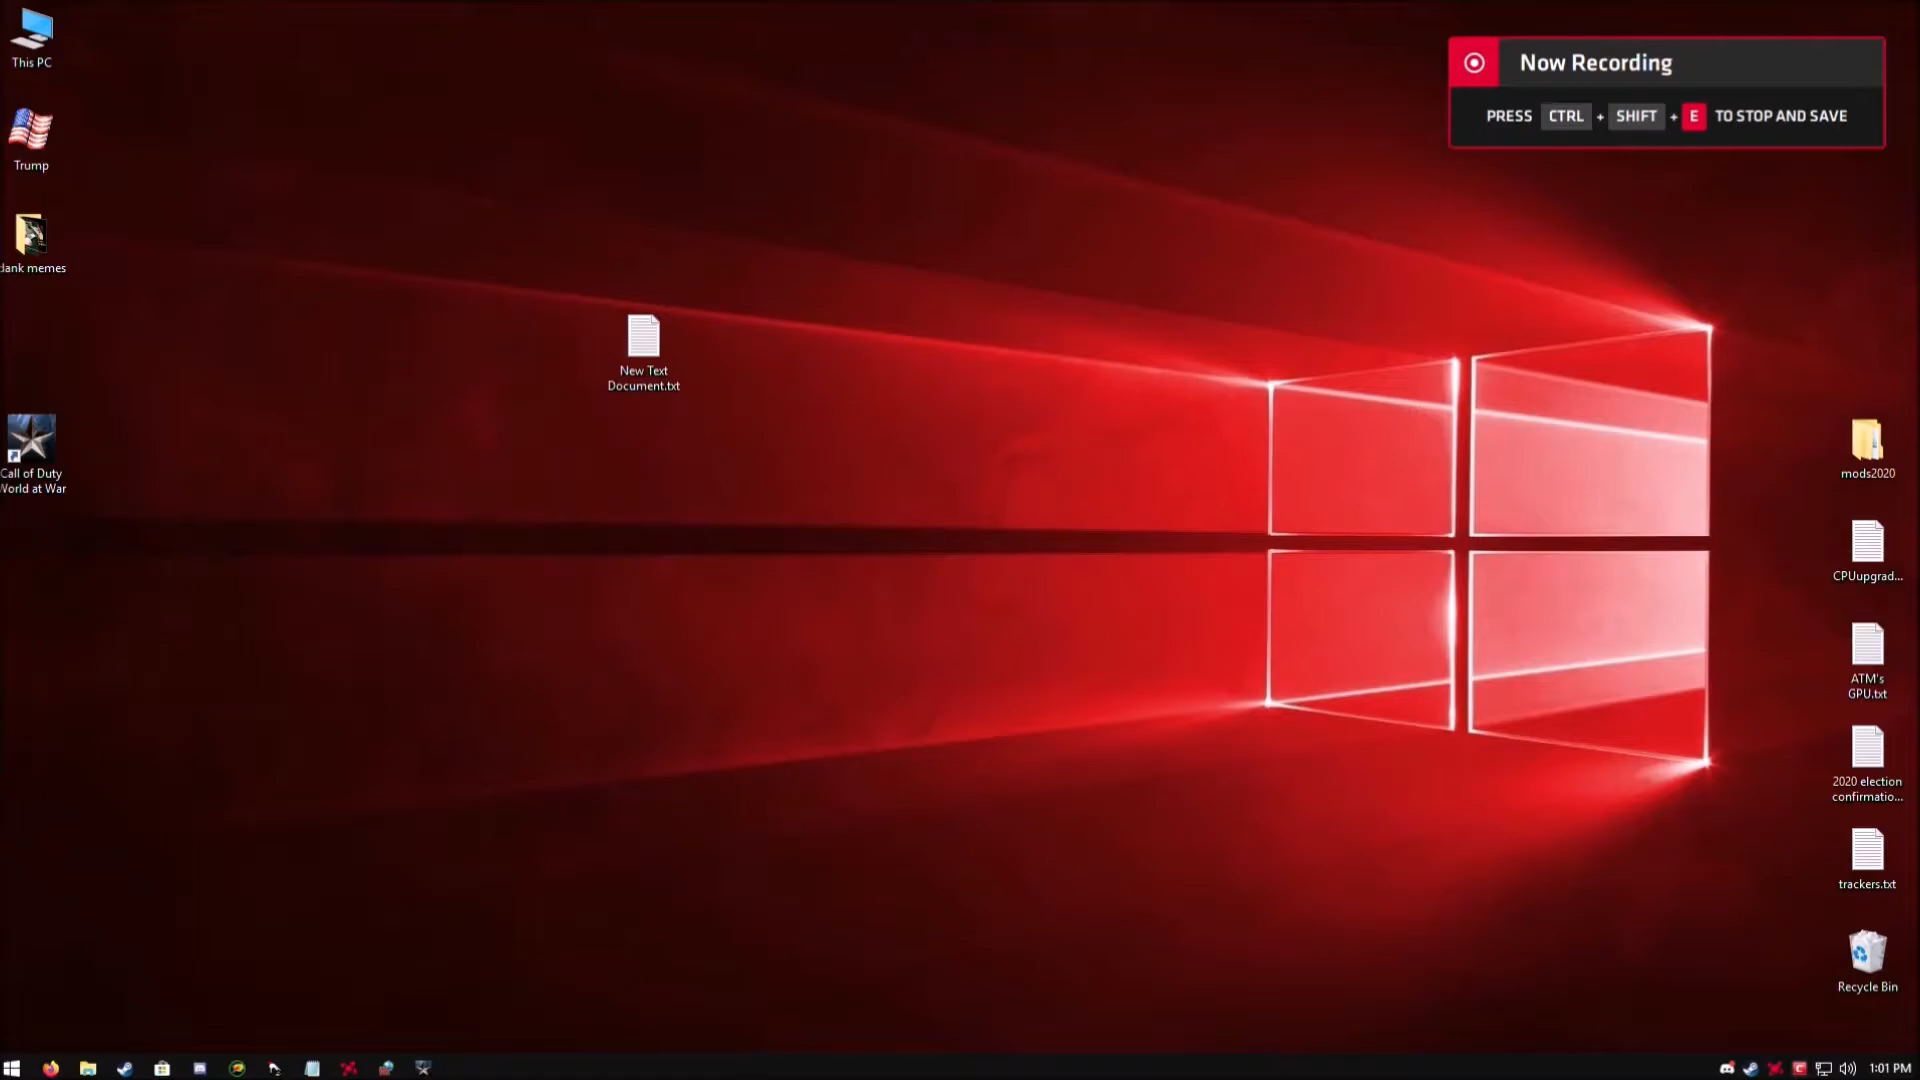 This PC
Trump
dank memes
Call of Duty
World at War
New Text
Document.txt
Now Recording
PRESS CTRL + SHIFT + E TO STOP AND SAVE
mods2020
CPUupgrad...
ATM's
GPU.txt
2020 election
confirmatio...
trackers.txt
Recycle Bin
1:01 PM